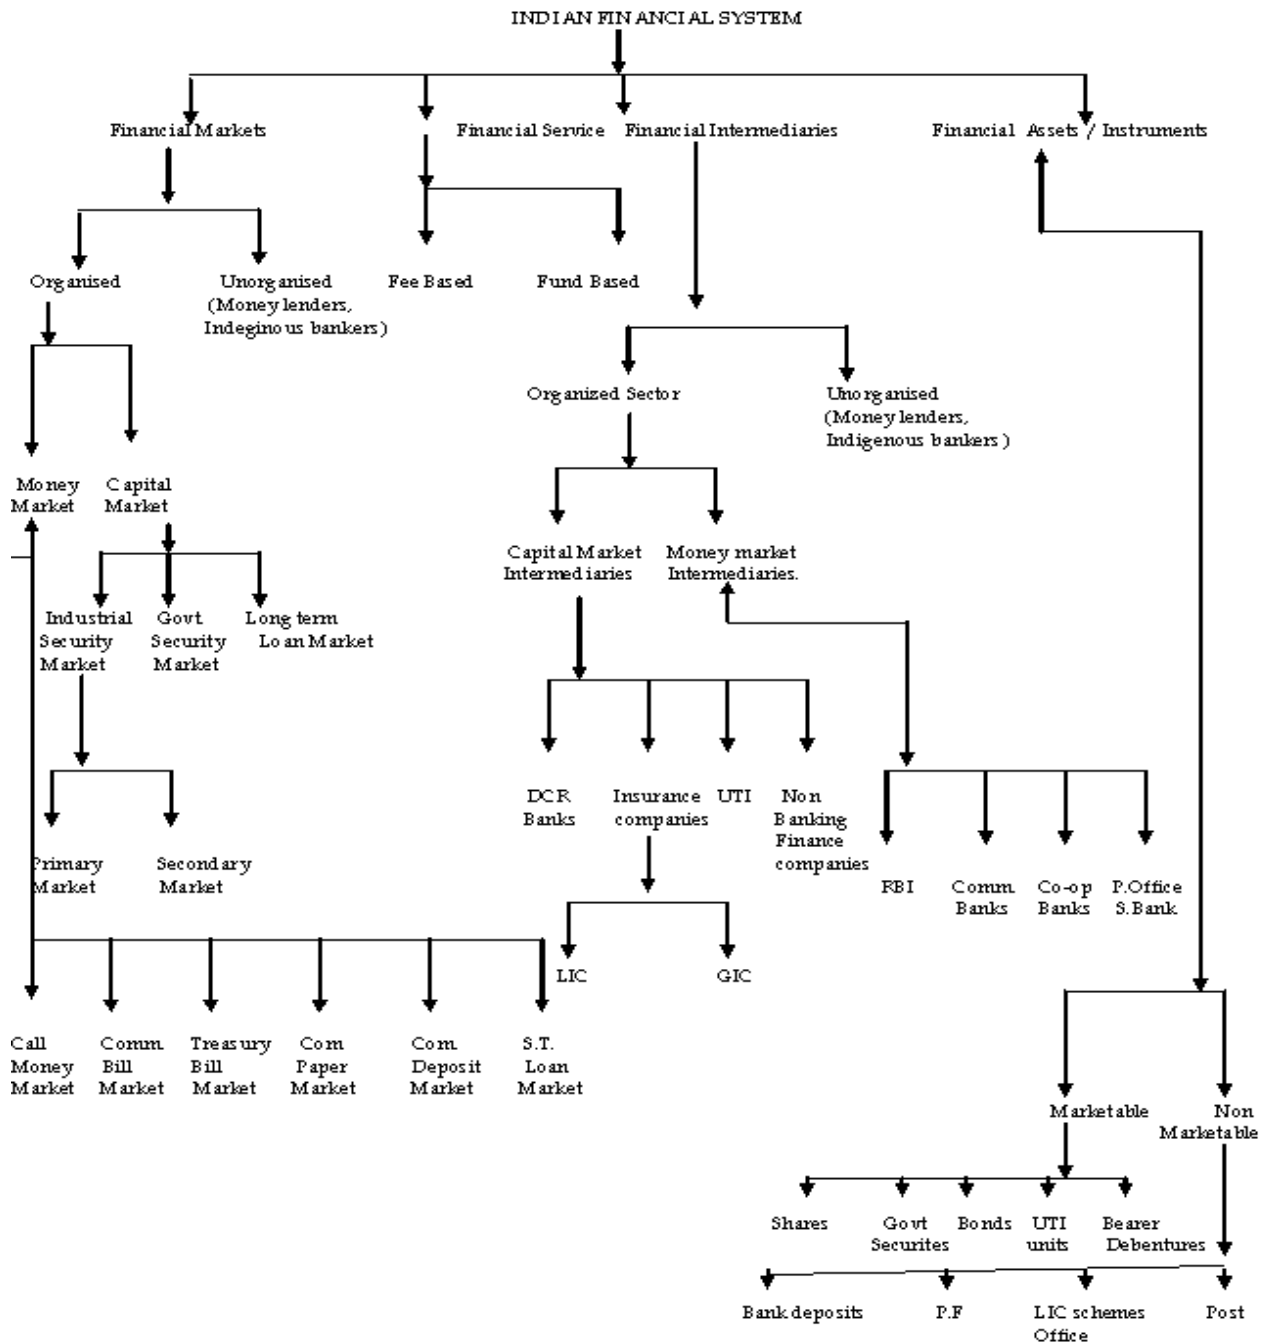 INDIAN FINANCIAL SYSTEM
Financial Markets
Financial Service
Financial Intermediaries
Financial Assets / Instruments
Organised
Unorganised
(Money lenders,
Indeginous bankers)
Fee Based
Fund Based
Organized Sector
Unorganised
(Money lenders,
Indigenous bankers)
Money
Market
Capital
Market
Capital Market
Intermediaries
Money market
Intermediaries.
Industrial
Security
Market
Govt.
Security
Market
Long term
Loan Market
DCR
Banks
Insurance
companies
UTI
Non
Banking
Finance
companies
Primary
Market
Secondary
Market
RBI
Comm.
Banks
Co-op
Banks
P.Office
S.Bank
LIC
GIC
Call
Money
Market
Comm.
Bill
Market
Treasury
Bill
Market
Com
Paper
Market
Com.
Deposit
Market
S.T.
Loan
Market
Marketable
Non
Marketable
Shares
Govt
Securites
Bonds
UTI
units
Bearer
Debentures
Bank deposits
P.F
LIC schemes
Office
Post